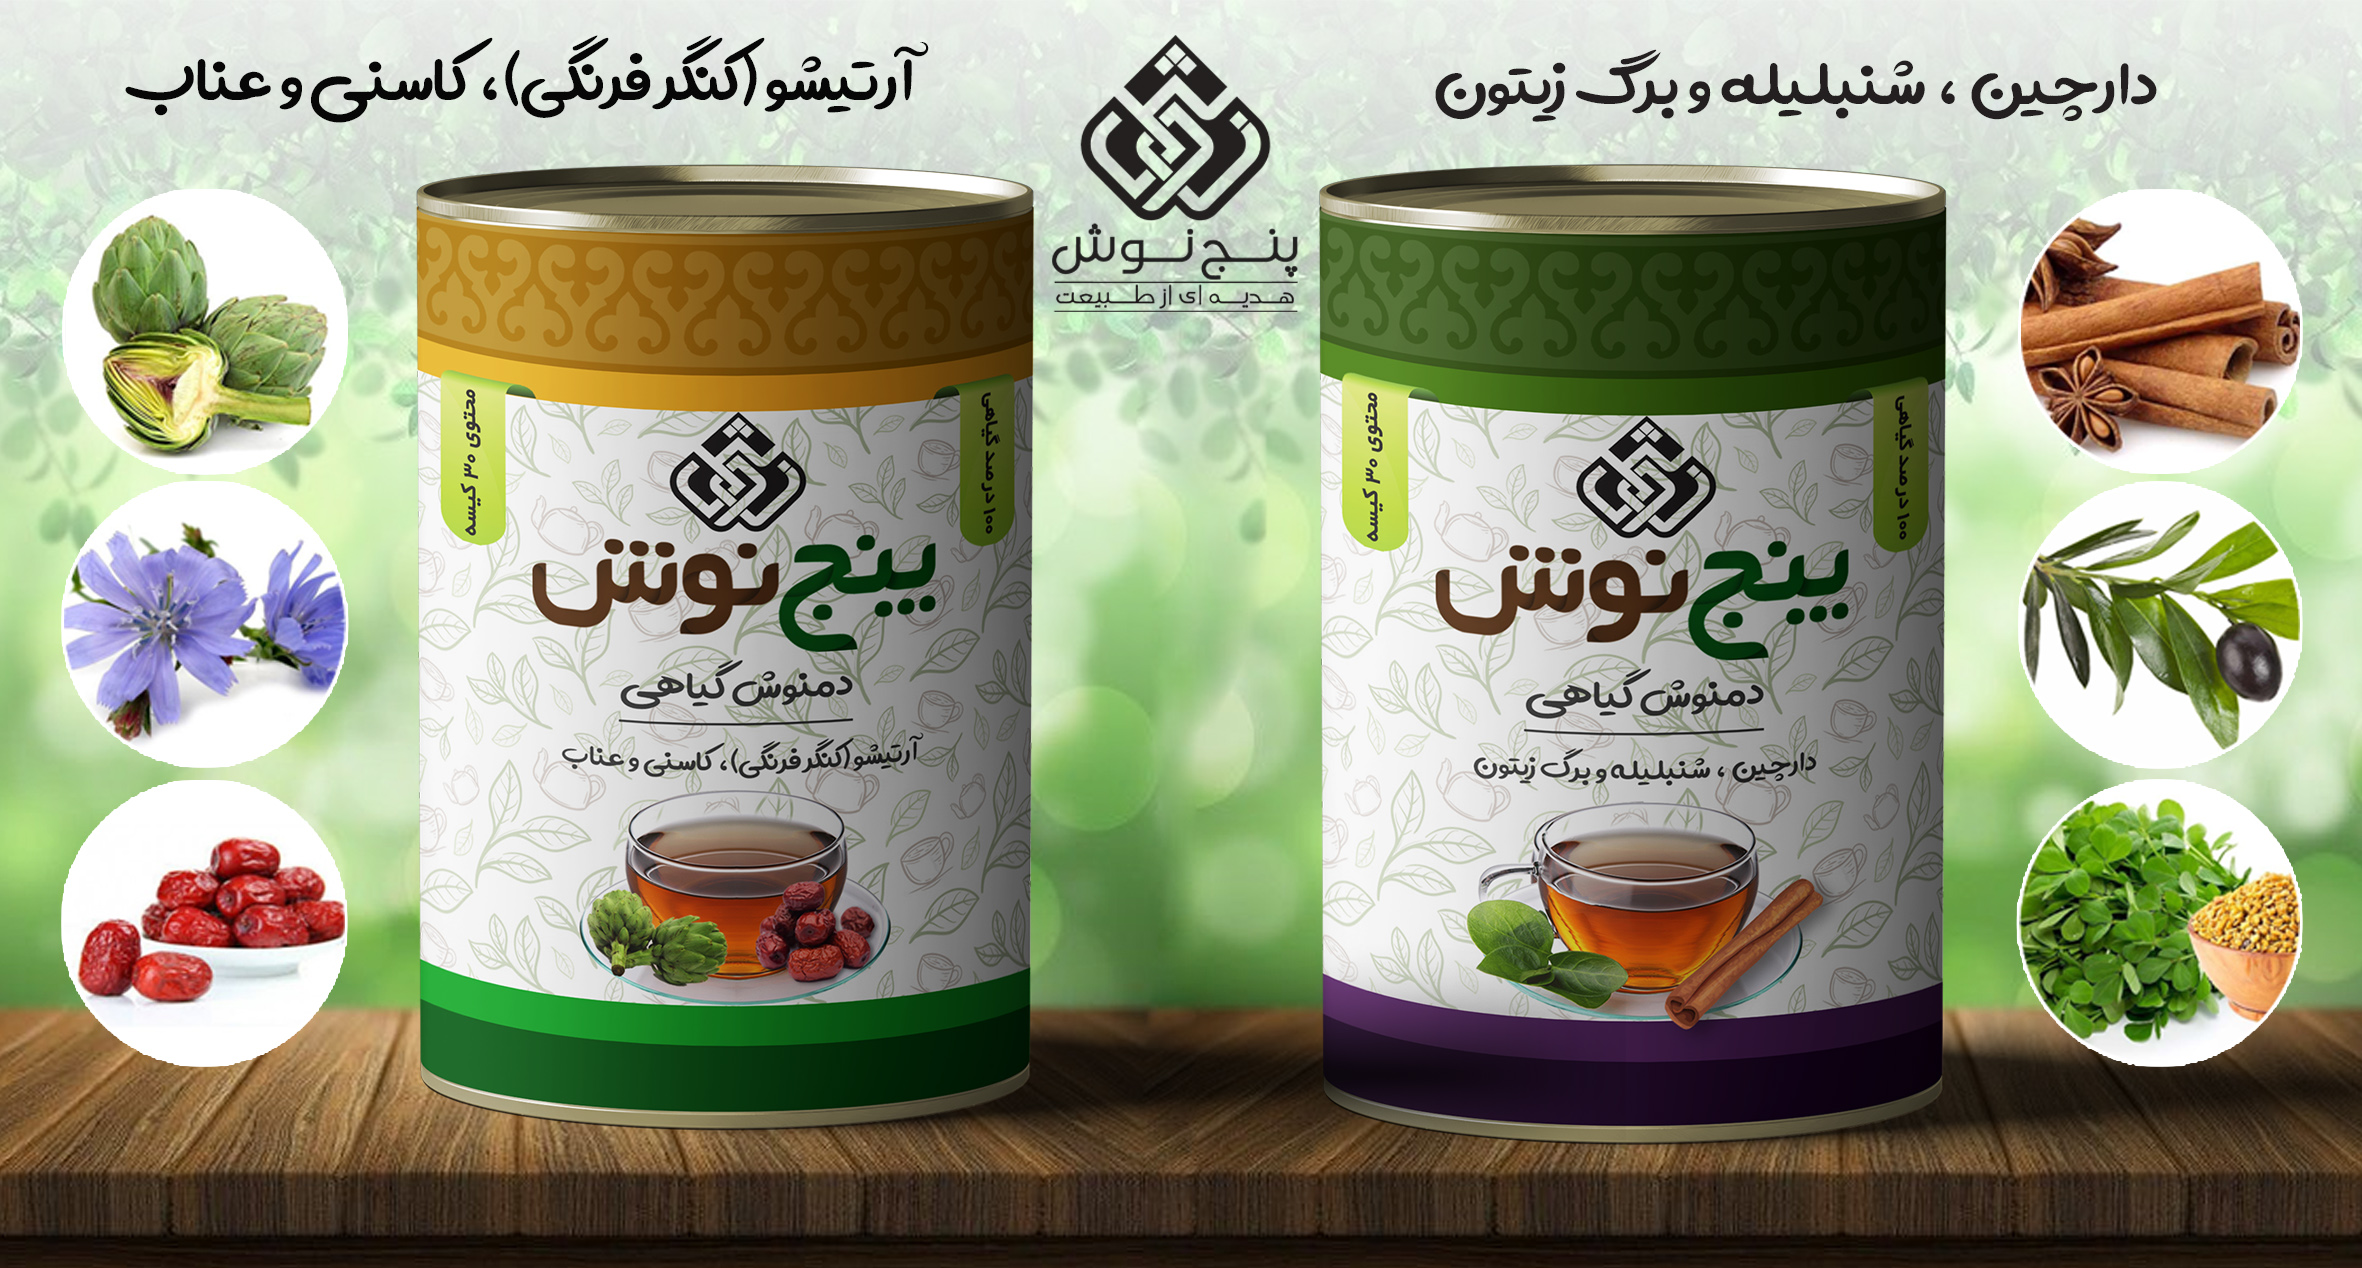 دارچین ، شنبلیله و برگ زیتون
آرتیشو (کنگر فرنگی) ، کاسنی و عناب
پنج نوش
هدیه ای از طبیعت
100 درصد گیاهی
محتوی ۳۰ کیسه
پنج نوش
دمنوش گیاهی
دارچین ، شنبلیله و برگ زیتون
100 درصد گیاهی
محتوی ۳۰ کیسه
پنج نوش
دمنوش گیاهی
آرتیشو (کنگر فرنگی) ، کاسنی و عناب